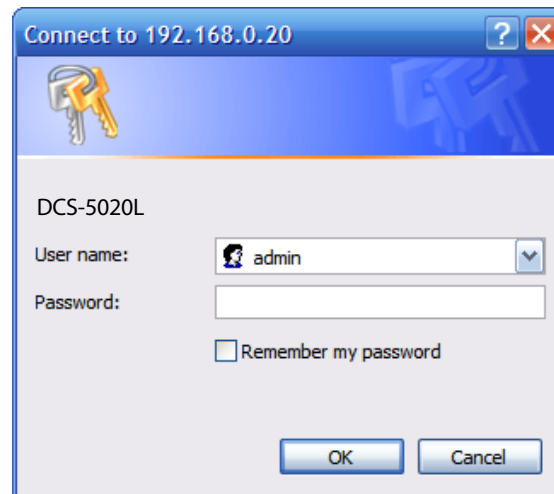 Connect to 192.168.0.20
?
DCS-5020L
User name:
admin
Password:
Remember my password
OK
Cancel